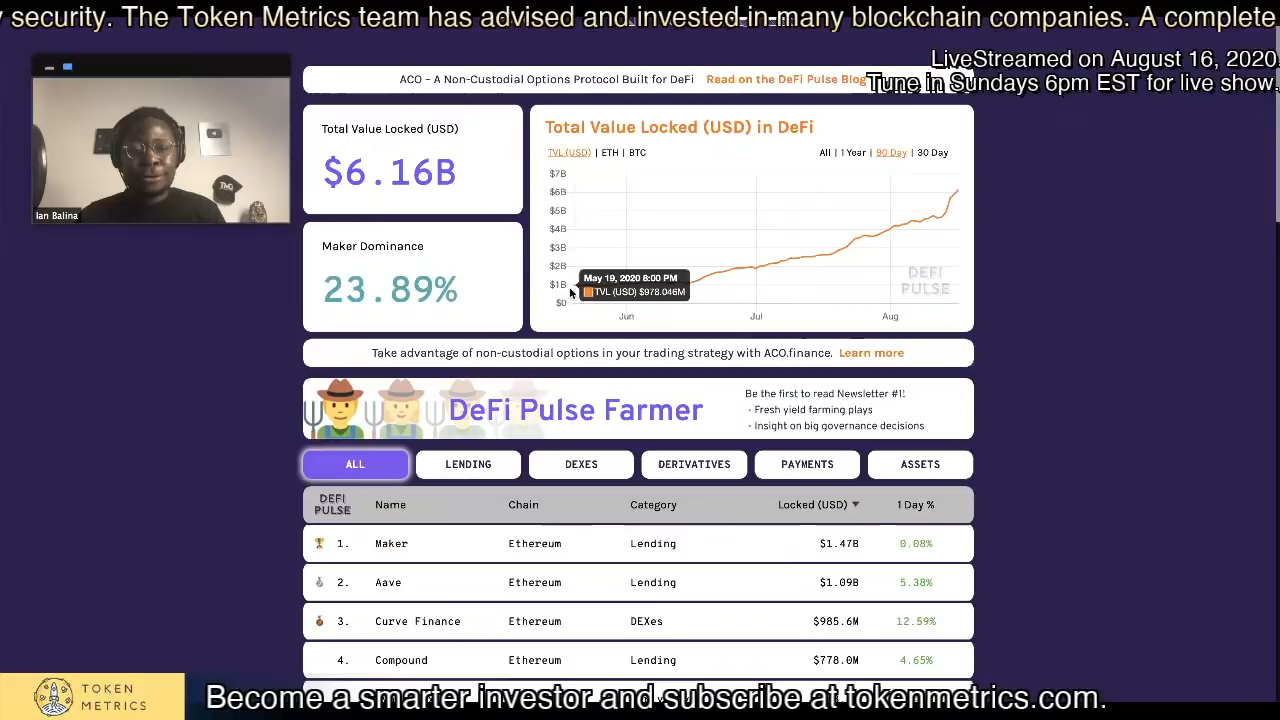 security. The Token Metrics team has advised and invested in many blockchain companies. A complete
LiveStreamed on August 16, 2020.
Tune in Sundays 6pm EST for live show.
ACO – A Non-Custodial Options Protocol Built for DeFi Read on the DeFi Pulse Blog
Ian Balina
Total Value Locked (USD)
$6.16B
Maker Dominance
23.89%
Total Value Locked (USD) in DeFi
TVL (USD) | ETH | BTC
All | 1 Year | 90 Day | 30 Day
$7B
$6B
$5B
$4B
$3B
$2B
$1B
$0
May 19, 2020 8:00 PM
TVL (USD) $978.046M
DEFI
PULSE
Jun Jul Aug
Take advantage of non-custodial options in your trading strategy with ACO.finance. Learn more
DeFi Pulse Farmer
Be the first to read Newsletter #1!
- Fresh yield farming plays
- Insight on big governance decisions
ALL LENDING DEXES DERIVATIVES PAYMENTS ASSETS
DEFI
PULSE
Name Chain Category Locked (USD) ▼ 1 Day %
1. Maker Ethereum Lending $1.47B 0.08%
2. Aave Ethereum Lending $1.09B 5.38%
3. Curve Finance Ethereum DEXes $985.6M 12.59%
4. Compound Ethereum Lending $778.0M 4.65%
TOKEN
METRICS
Become a smarter investor and subscribe at tokenmetrics.com.